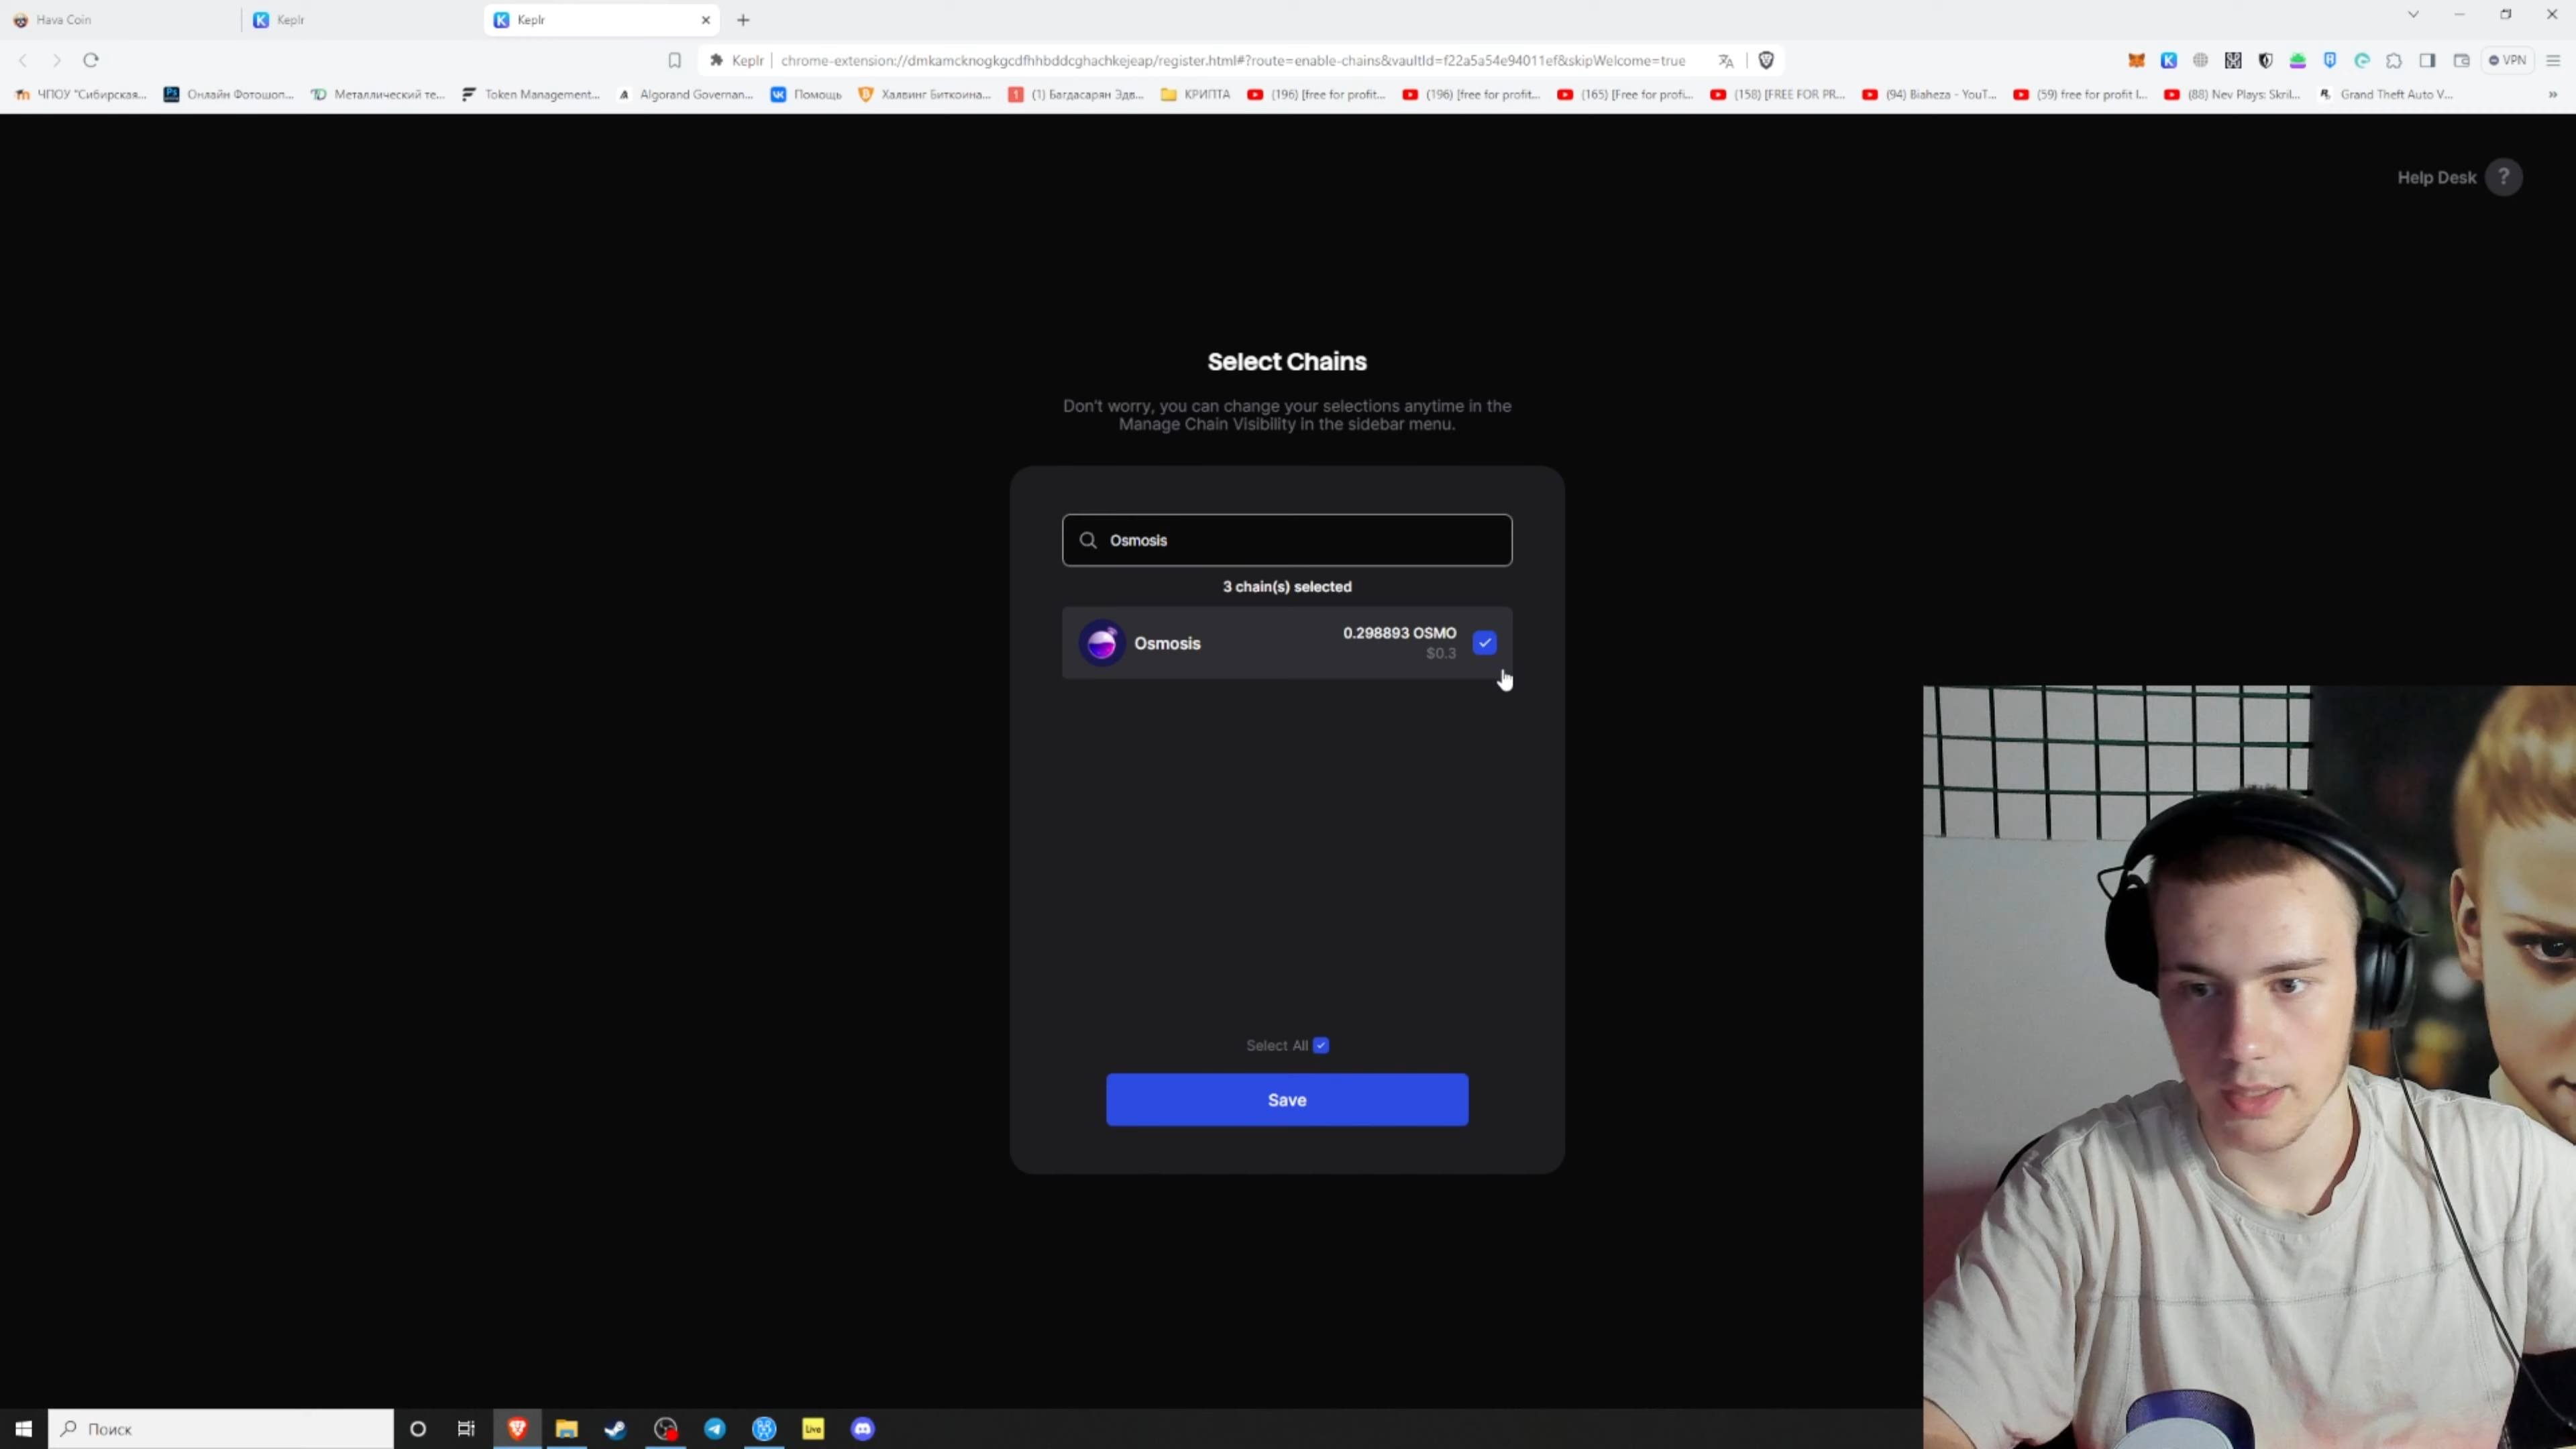 Hava Coin
Keplr
Keplr
Keplr
chrome-extension://dmkamcknogkgcdfhhbddcghachkejeap/register.html#?route=enable-chains&vaultId=f22a5a54e94011ef&skipWelcome=true
VPN
ЧПОУ "Сибирская...
Онлайн Фотошоп...
Металлический те...
Token Management...
Algorand Governan...
Помощь
Халвинг Биткоина...
(1) Багдасарян Эдв...
КРИПТА
(196) [free for profit...
(196) [free for profit...
(165) [Free for profi...
(158) [FREE FOR PR...
(94) Biaheza - YouT...
(59) free for profit l...
(88) Nev Plays: Skril...
Grand Theft Auto V...
Help Desk ?
Select Chains
Don't worry, you can change your selections anytime in the
Manage Chain Visibility in the sidebar menu.
Osmosis
3 chain(s) selected
Osmosis
0.298893 OSMO
$0.3
Select All
Save
Поиск
Live